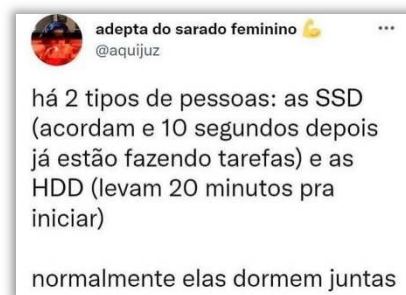 adepta do sarado feminino 💪
@aquijuz
há 2 tipos de pessoas: as SSD
(acordam e 10 segundos depois
já estão fazendo tarefas) e as
HDD (levam 20 minutos pra
iniciar)
normalmente elas dormem juntas